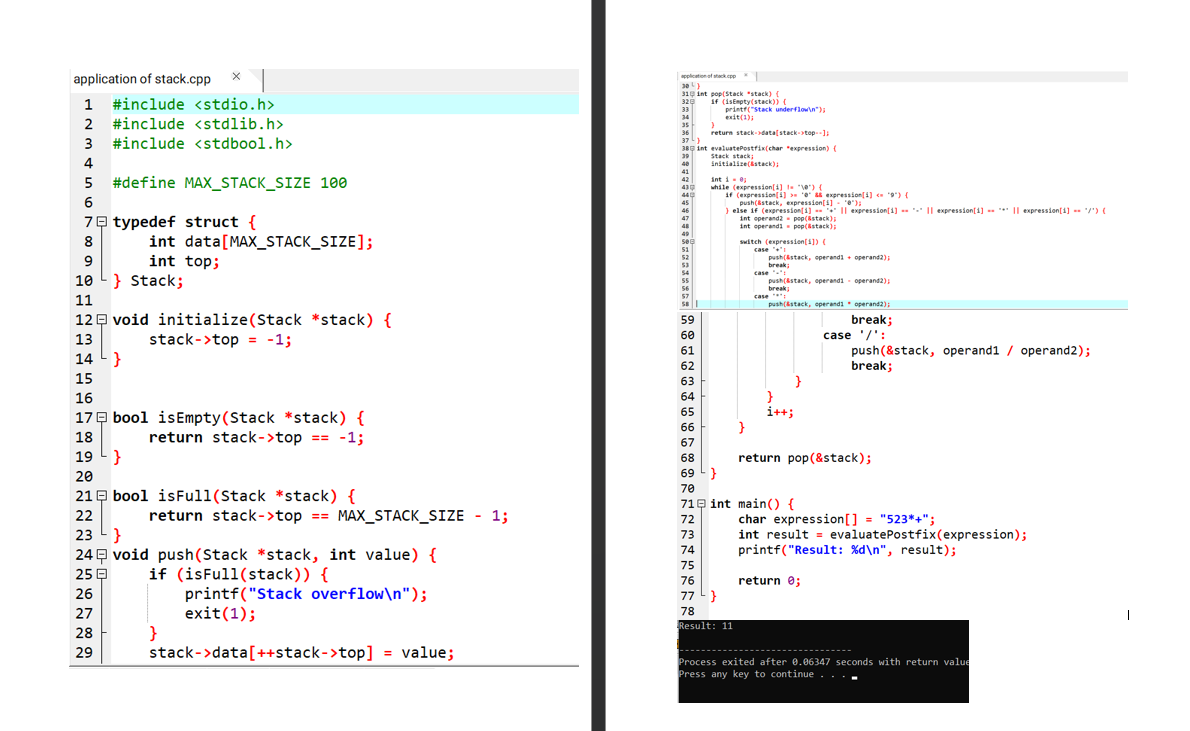 application of stack.cpp ×
1 #include <stdio.h>
2 #include <stdlib.h>
3 #include <stdbool.h>
4
5 #define MAX_STACK_SIZE 100
6
7 typedef struct {
8 int data[MAX_STACK_SIZE];
9 int top;
10 } Stack;
11
12 void initialize(Stack *stack) {
13 stack->top = -1;
14 }
15
16
17 bool isEmpty(Stack *stack) {
18 return stack->top == -1;
19 }
20
21 bool isFull(Stack *stack) {
22 return stack->top == MAX_STACK_SIZE - 1;
23 }
24 void push(Stack *stack, int value) {
25 if (isFull(stack)) {
26 printf("Stack overflow\n");
27 exit(1);
28 }
29 stack->data[++stack->top] = value;
application of stack.cpp ×
30 }
31 int pop(Stack *stack) {
32 if (isEmpty(stack)) {
33 printf("Stack underflow\n");
34 exit(1);
35 }
36 return stack->data[stack->top--];
37 }
38 int evaluatePostfix(char *expression) {
39 Stack stack;
40 initialize(&stack);
41
42 int i = 0;
43 while (expression[i] != '\0') {
44 if (expression[i] >= '0' && expression[i] <= '9') {
45 push(&stack, expression[i] - '0');
46 } else if (expression[i] == '+' || expression[i] == '-' || expression[i] == '*' || expression[i] == '/') {
47 int operand2 = pop(&stack);
48 int operand1 = pop(&stack);
49
50 switch (expression[i]) {
51 case '+':
52 push(&stack, operand1 + operand2);
53 break;
54 case '-':
55 push(&stack, operand1 - operand2);
56 break;
57 case '*':
58 push(&stack, operand1 * operand2);
59 break;
60 case '/':
61 push(&stack, operand1 / operand2);
62 break;
63 }
64 }
65 i++;
66 }
67
68 return pop(&stack);
69 }
70
71 int main() {
72 char expression[] = "523*+";
73 int result = evaluatePostfix(expression);
74 printf("Result: %d\n", result);
75
76 return 0;
77 }
78
Result: 11
--------------------------------
Process exited after 0.06347 seconds with return value
Press any key to continue . . .